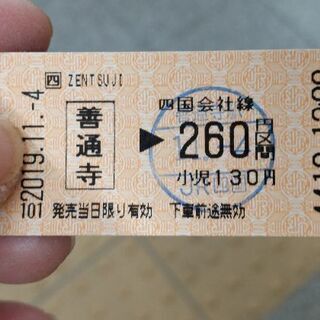 四 ZENTSUJI
2019.11.-4
善通寺
四国会社線
▶ 260円区間
小児130円
101 発売当日限り有効 下車前途無効